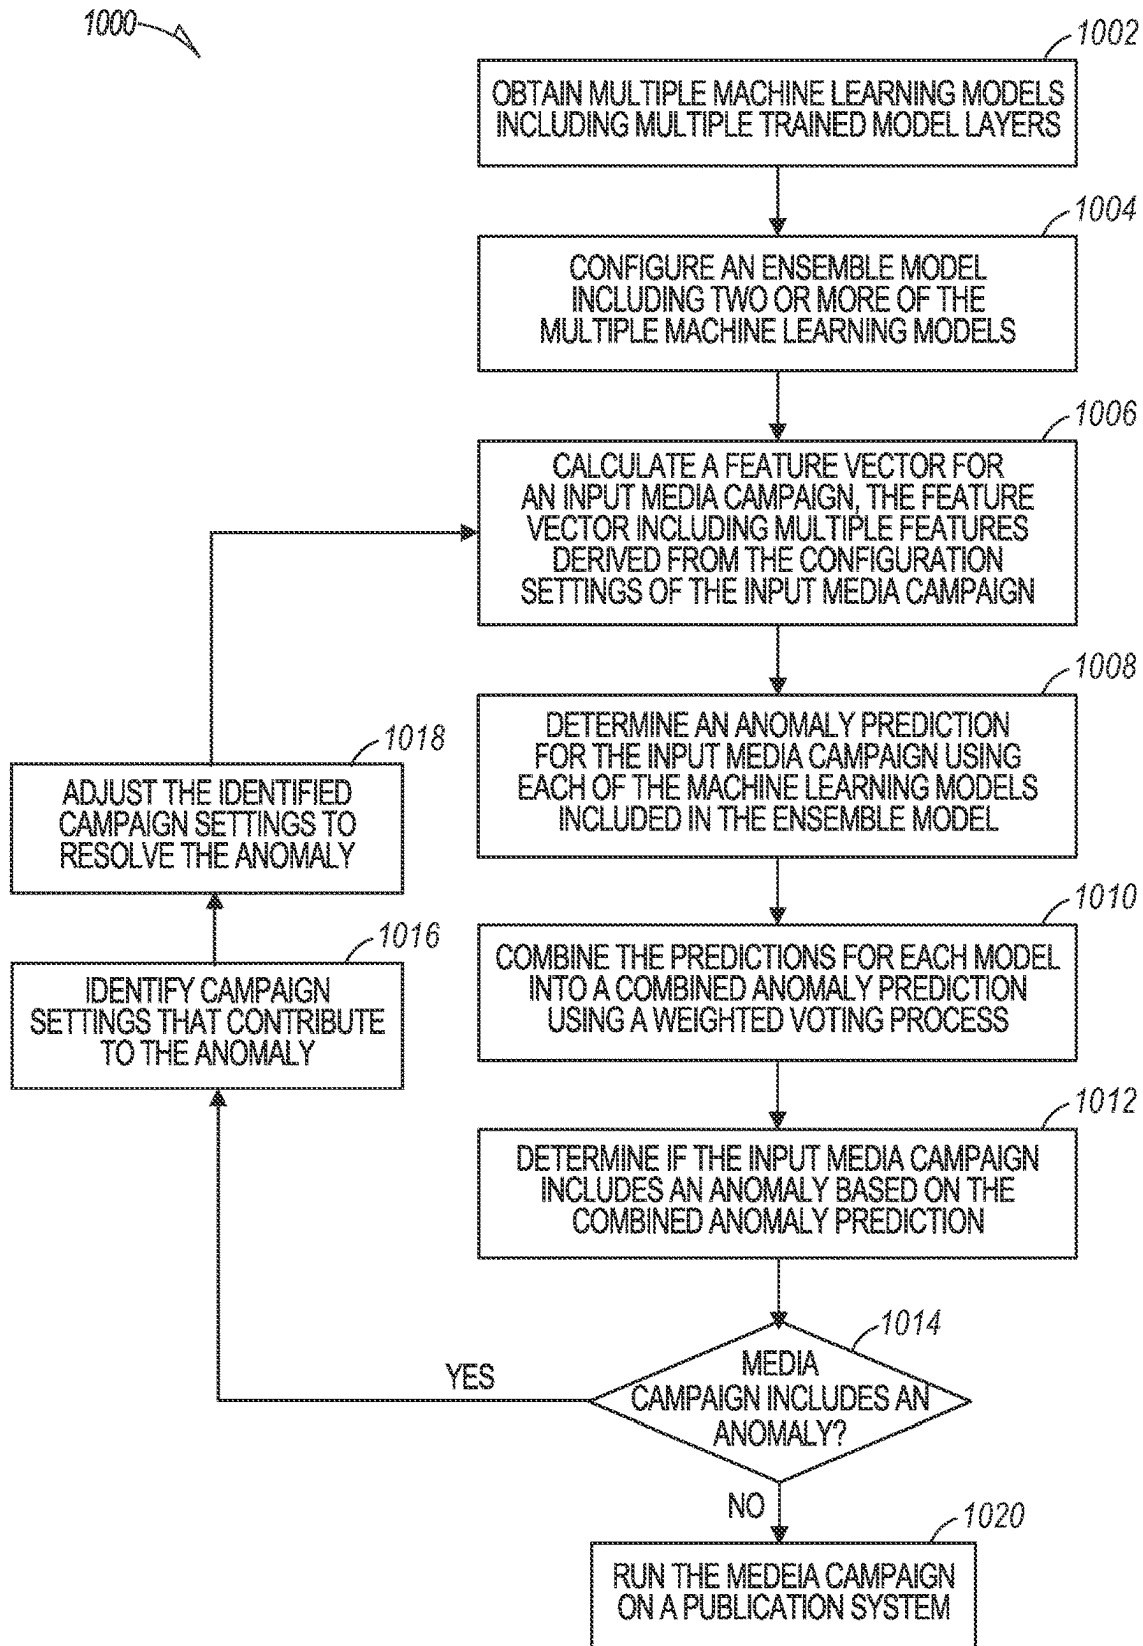 1000
1002
OBTAIN MULTIPLE MACHINE LEARNING MODELS
INCLUDING MULTIPLE TRAINED MODEL LAYERS
1004
CONFIGURE AN ENSEMBLE MODEL
INCLUDING TWO OR MORE OF THE
MULTIPLE MACHINE LEARNING MODELS
1006
CALCULATE A FEATURE VECTOR FOR
AN INPUT MEDIA CAMPAIGN, THE FEATURE
VECTOR INCLUDING MULTIPLE FEATURES
DERIVED FROM THE CONFIGURATION
SETTINGS OF THE INPUT MEDIA CAMPAIGN
1008
DETERMINE AN ANOMALY PREDICTION
FOR THE INPUT MEDIA CAMPAIGN USING
EACH OF THE MACHINE LEARNING MODELS
INCLUDED IN THE ENSEMBLE MODEL
1010
COMBINE THE PREDICTIONS FOR EACH MODEL
INTO A COMBINED ANOMALY PREDICTION
USING A WEIGHTED VOTING PROCESS
1012
DETERMINE IF THE INPUT MEDIA CAMPAIGN
INCLUDES AN ANOMALY BASED ON THE
COMBINED ANOMALY PREDICTION
1014
MEDIA
CAMPAIGN INCLUDES AN
ANOMALY?
YES
1016
IDENTIFY CAMPAIGN
SETTINGS THAT CONTRIBUTE
TO THE ANOMALY
1018
ADJUST THE IDENTIFIED
CAMPAIGN SETTINGS TO
RESOLVE THE ANOMALY
NO
1020
RUN THE MEDEIA CAMPAIGN
ON A PUBLICATION SYSTEM